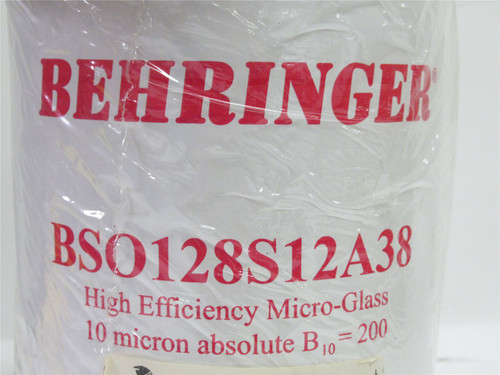 BEHRINGER®
BSO128S12A38
High Efficiency Micro-Glass
10 micron absolute B₁₀ = 200